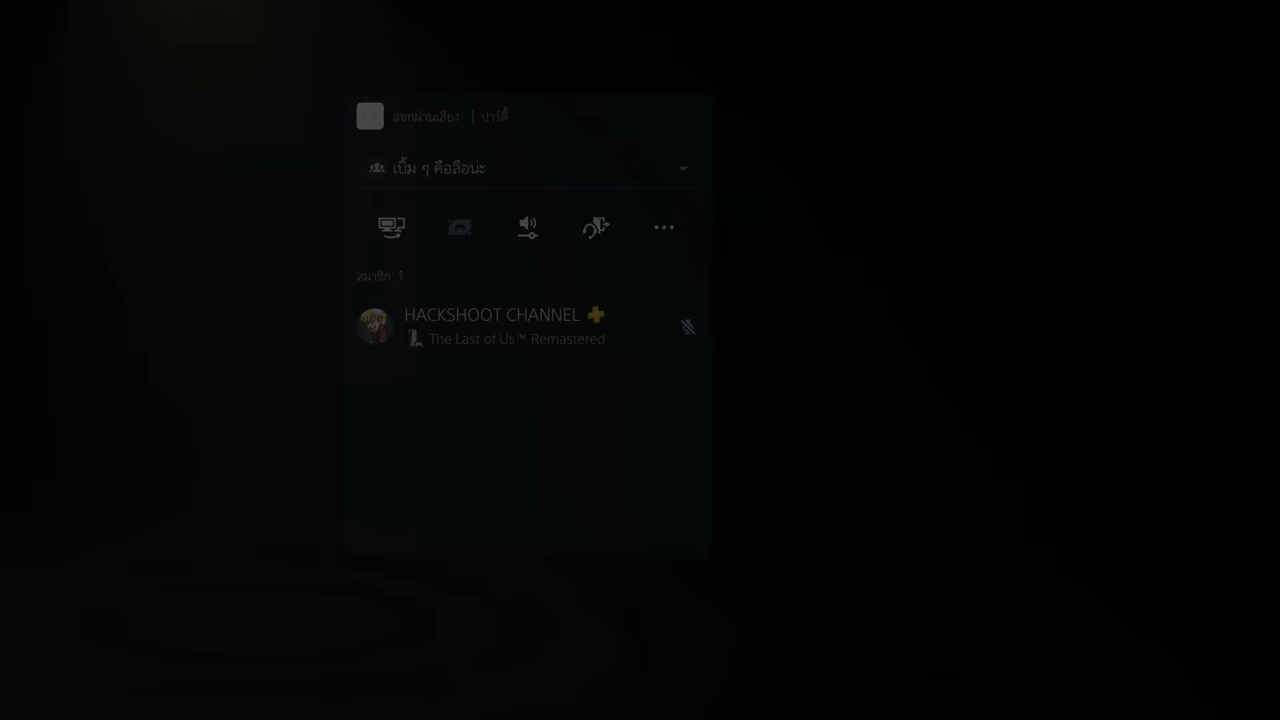 แชทผ่านเสียง | ปาร์ตี้
เบิ้ม ๆ คือลือน่ะ
สมาชิก: 1
HACKSHOOT CHANNEL
The Last of Us™ Remastered